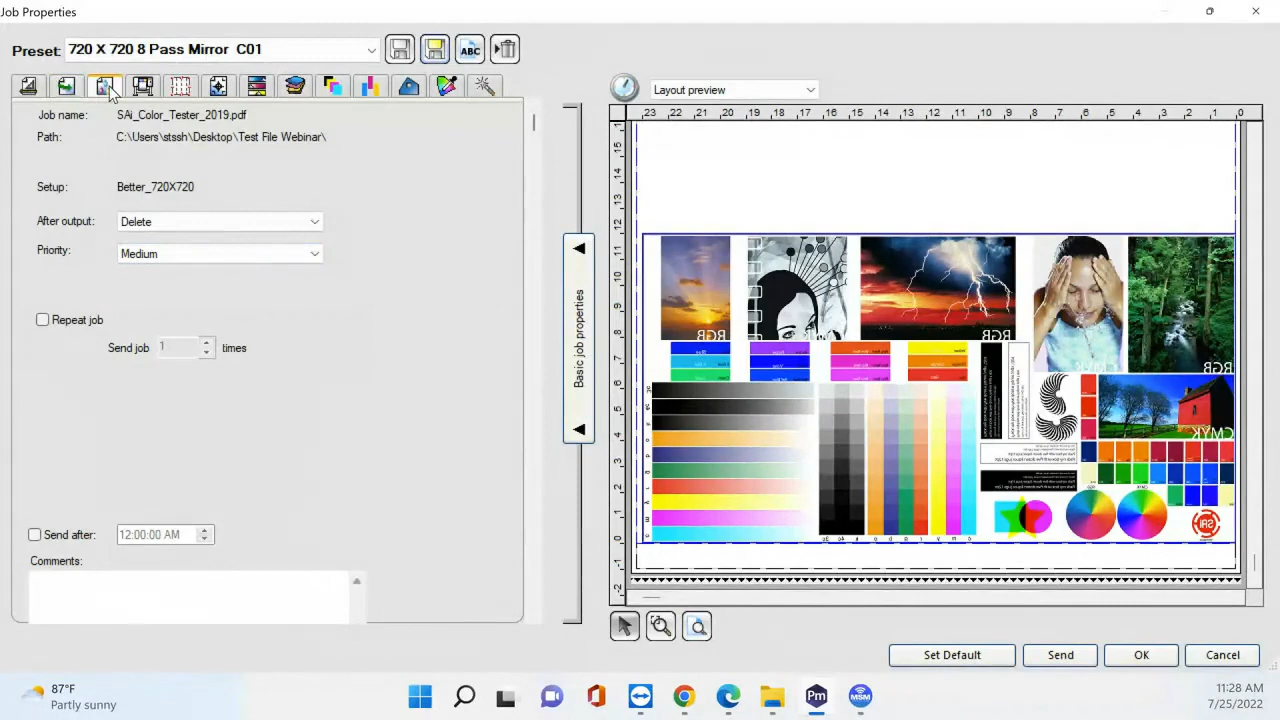 Job Properties
Preset: 720 X 720 8 Pass Mirror C01
ABC
Job name: SAi_Color_Tester_2019.pdf
Path: C:\Users\stssh\Desktop\Test File Webinar\
Setup: Better_720X720
After output: Delete
Priority: Medium
Repeat job
Send job 1 times
Send after: 12:00:00 AM
Comments:
Basic job properties
Layout preview
23 22 21 20 19 18 17 16 15 14 13 12 11 10 9 8 7 6 5 4 3 2 1 0
RGB
RGB
RGB
CMYK
Set Default
Send
OK
Cancel
87°F
Partly sunny
Pm
MSM
11:28 AM
7/25/2022